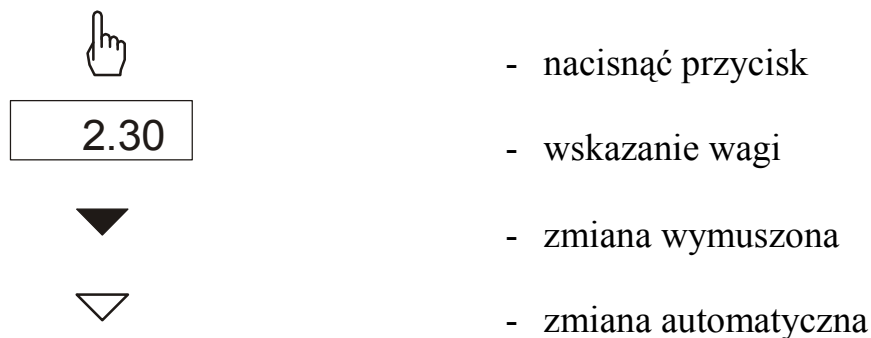 - nacisnąć przycisk
2.30 - wskazanie wagi
- zmiana wymuszona
- zmiana automatyczna